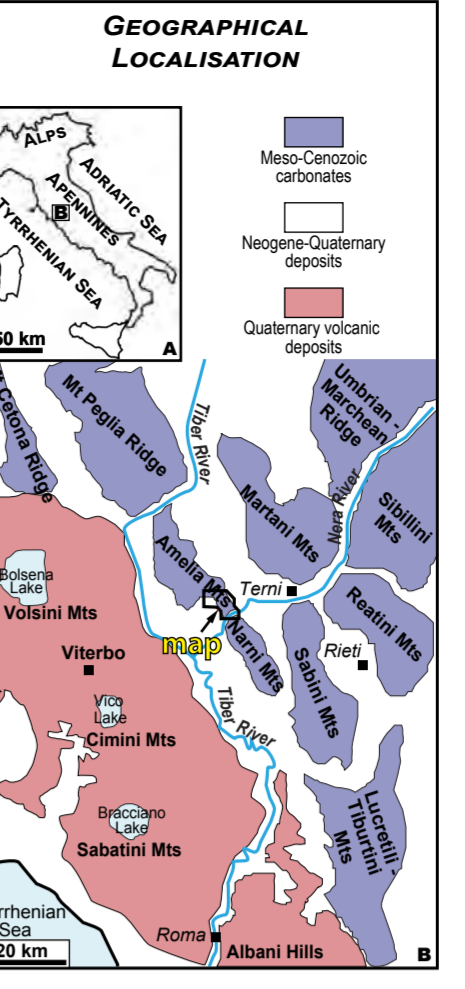 GEOGRAPHICAL
LOCALISATION
Meso-Cenozoic
carbonates
Neogene-Quaternary
deposits
Quaternary volcanic
deposits
ALPS
ADRIATIC SEA
APENNINES
B
TYRRHENIAN SEA
50 km
A
Cetona Ridge
Mt Peglia Ridge
Tiber River
Umbrian -
Marchean
Ridge
Nera River
Martani Mts
Sibillini
Mts
Amelia Mts
Terni
Bolsena
Lake
Volsini Mts
Reatini Mts
map
Narni Mts
Rieti
Sabini Mts
Viterbo
Vico
Lake
Cimini Mts
Tiber River
Bracciano
Lake
Sabatini Mts
Lucretili -
Tiburtini
Mts
rrhenian
Sea
20 km
Roma
Albani Hills
B